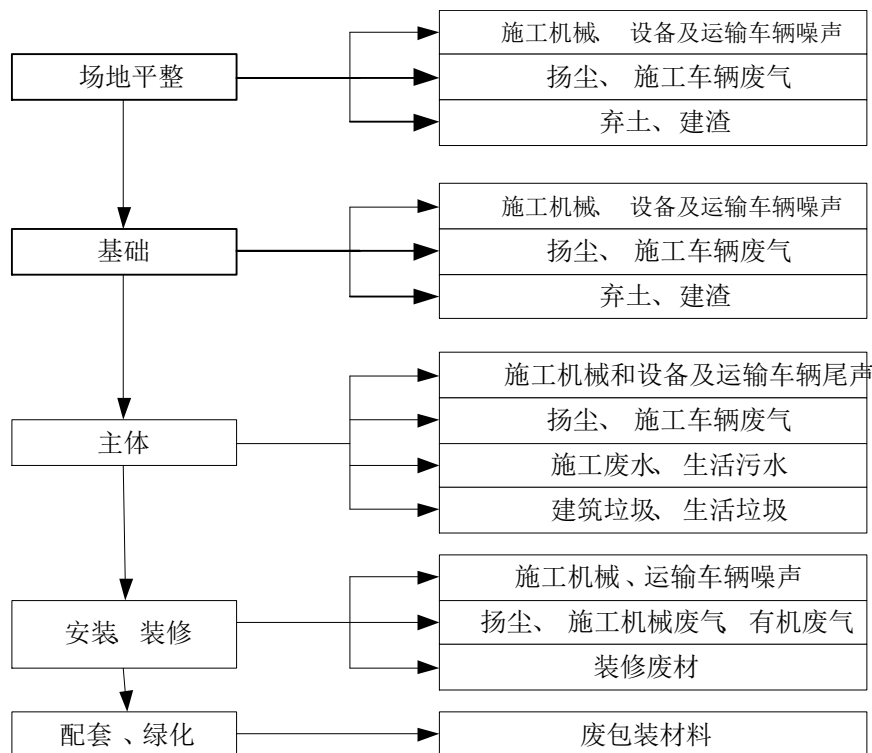 施工机械、设备及运输车辆噪声
场地平整
扬尘、施工车辆废气
弃土、建渣
施工机械、设备及运输车辆噪声
基础
扬尘、施工车辆废气
弃土、建渣
施工机械和设备及运输车辆尾声
扬尘、施工车辆废气
主体
施工废水、生活污水
建筑垃圾、生活垃圾
施工机械、运输车辆噪声
安装、装修
扬尘、施工机械废气、有机废气
装修废材
配套、绿化
废包装材料